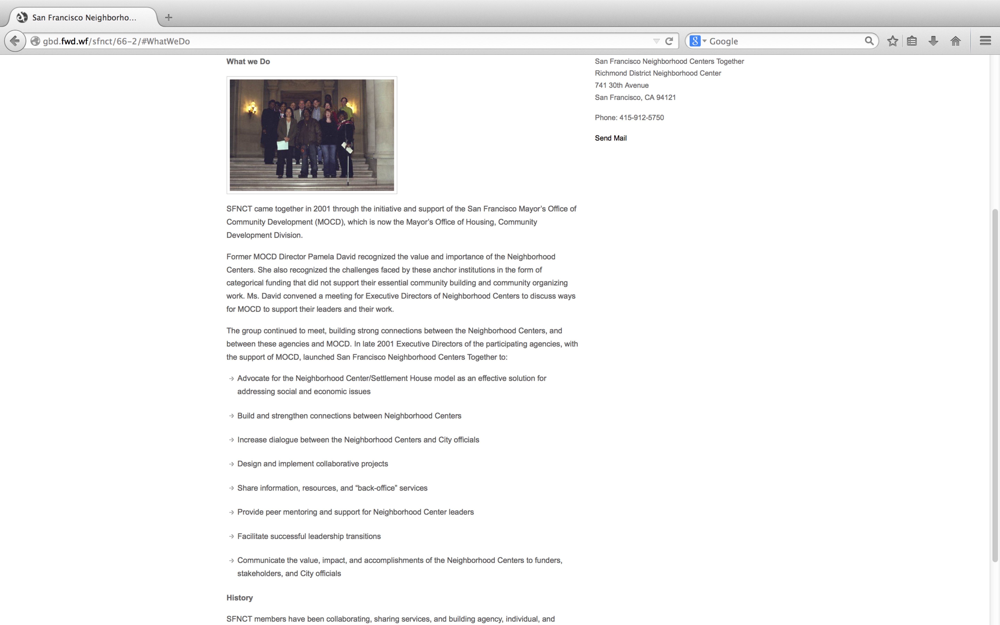 San Francisco Neighborho...
gbd.fwd.wf/sfnct/66-2/#WhatWeDo
Google
What we Do
SFNCT came together in 2001 through the initiative and support of the San Francisco Mayor’s Office of
Community Development (MOCD), which is now the Mayor’s Office of Housing, Community
Development Division.
Former MOCD Director Pamela David recognized the value and importance of the Neighborhood
Centers. She also recognized the challenges faced by these anchor institutions in the form of
categorical funding that did not support their essential community building and community organizing
work. Ms. David convened a meeting for Executive Directors of Neighborhood Centers to discuss ways
for MOCD to support their leaders and their work.
The group continued to meet, building strong connections between the Neighborhood Centers, and
between these agencies and MOCD. In late 2001 Executive Directors of the participating agencies, with
the support of MOCD, launched San Francisco Neighborhood Centers Together to:
Advocate for the Neighborhood Center/Settlement House model as an effective solution for
addressing social and economic issues
Build and strengthen connections between Neighborhood Centers
Increase dialogue between the Neighborhood Centers and City officials
Design and implement collaborative projects
Share information, resources, and “back-office” services
Provide peer mentoring and support for Neighborhood Center leaders
Facilitate successful leadership transitions
Communicate the value, impact, and accomplishments of the Neighborhood Centers to funders,
stakeholders, and City officials
History
SFNCT members have been collaborating, sharing services, and building agency, individual, and
San Francisco Neighborhood Centers Together
Richmond District Neighborhood Center
741 30th Avenue
San Francisco, CA 94121
Phone: 415-912-5750
Send Mail